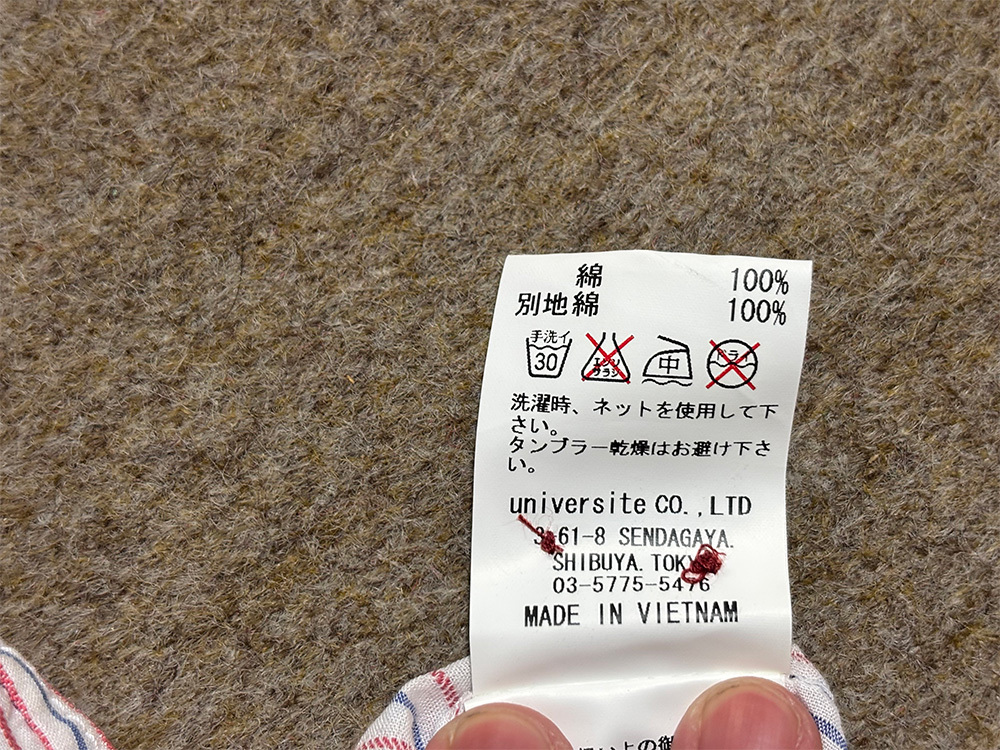 綿 100%
別地綿 100%
手洗イ
30
エンソ
サラシ
中
ドライ
洗濯時、ネットを使用して下
さい。
タンブラー乾燥はお避け下さ
い。
universite CO.,LTD
3-61-8 SENDAGAYA.
SHIBUYA.TOKYO
03-5775-5476
MADE IN VIETNAM
上の御